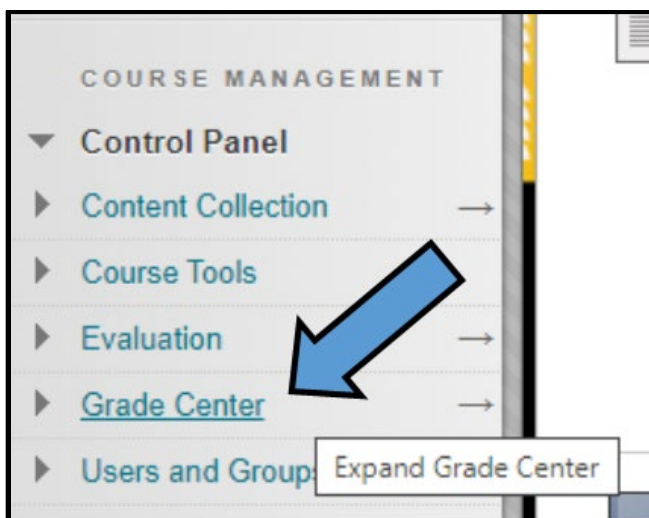 COURSE MANAGEMENT
Control Panel
Content Collection
Course Tools
Evaluation
Grade Center
Users and Group
Expand Grade Center